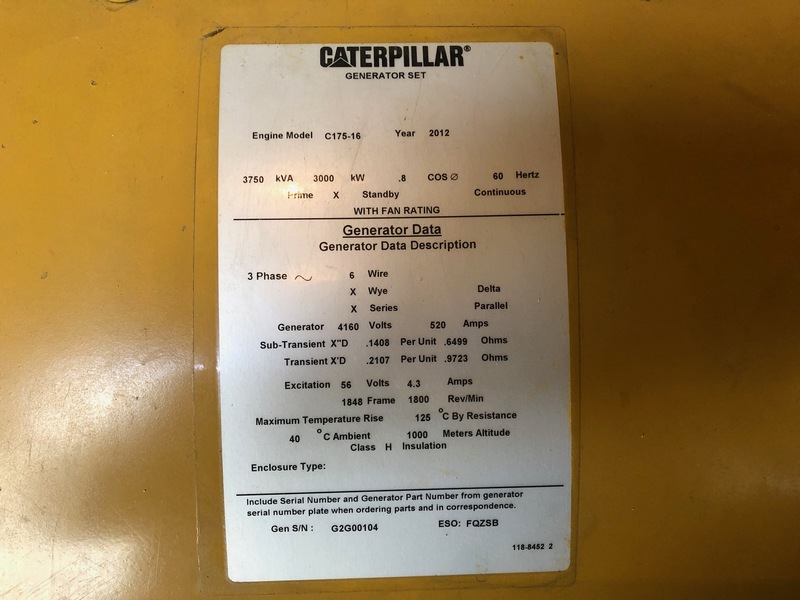 CATERPILLAR®
GENERATOR SET
Engine Model C175-16 Year 2012
3750 kVA 3000 kW .8 COS ∅ 60 Hertz
Prime X Standby Continuous
WITH FAN RATING
Generator Data
Generator Data Description
3 Phase ～ 6 Wire
X Wye Delta
X Series Parallel
Generator 4160 Volts 520 Amps
Sub-Transient X"D .1408 Per Unit .6499 Ohms
Transient X'D .2107 Per Unit .9723 Ohms
Excitation 56 Volts 4.3 Amps
1848 Frame 1800 Rev/Min
Maximum Temperature Rise 125 °C By Resistance
40 °C Ambient 1000 Meters Altitude
Class H Insulation
Enclosure Type:
Include Serial Number and Generator Part Number from generator
serial number plate when ordering parts and in correspondence.
Gen S/N : G2G00104 ESO: FQZSB
118-8452 2